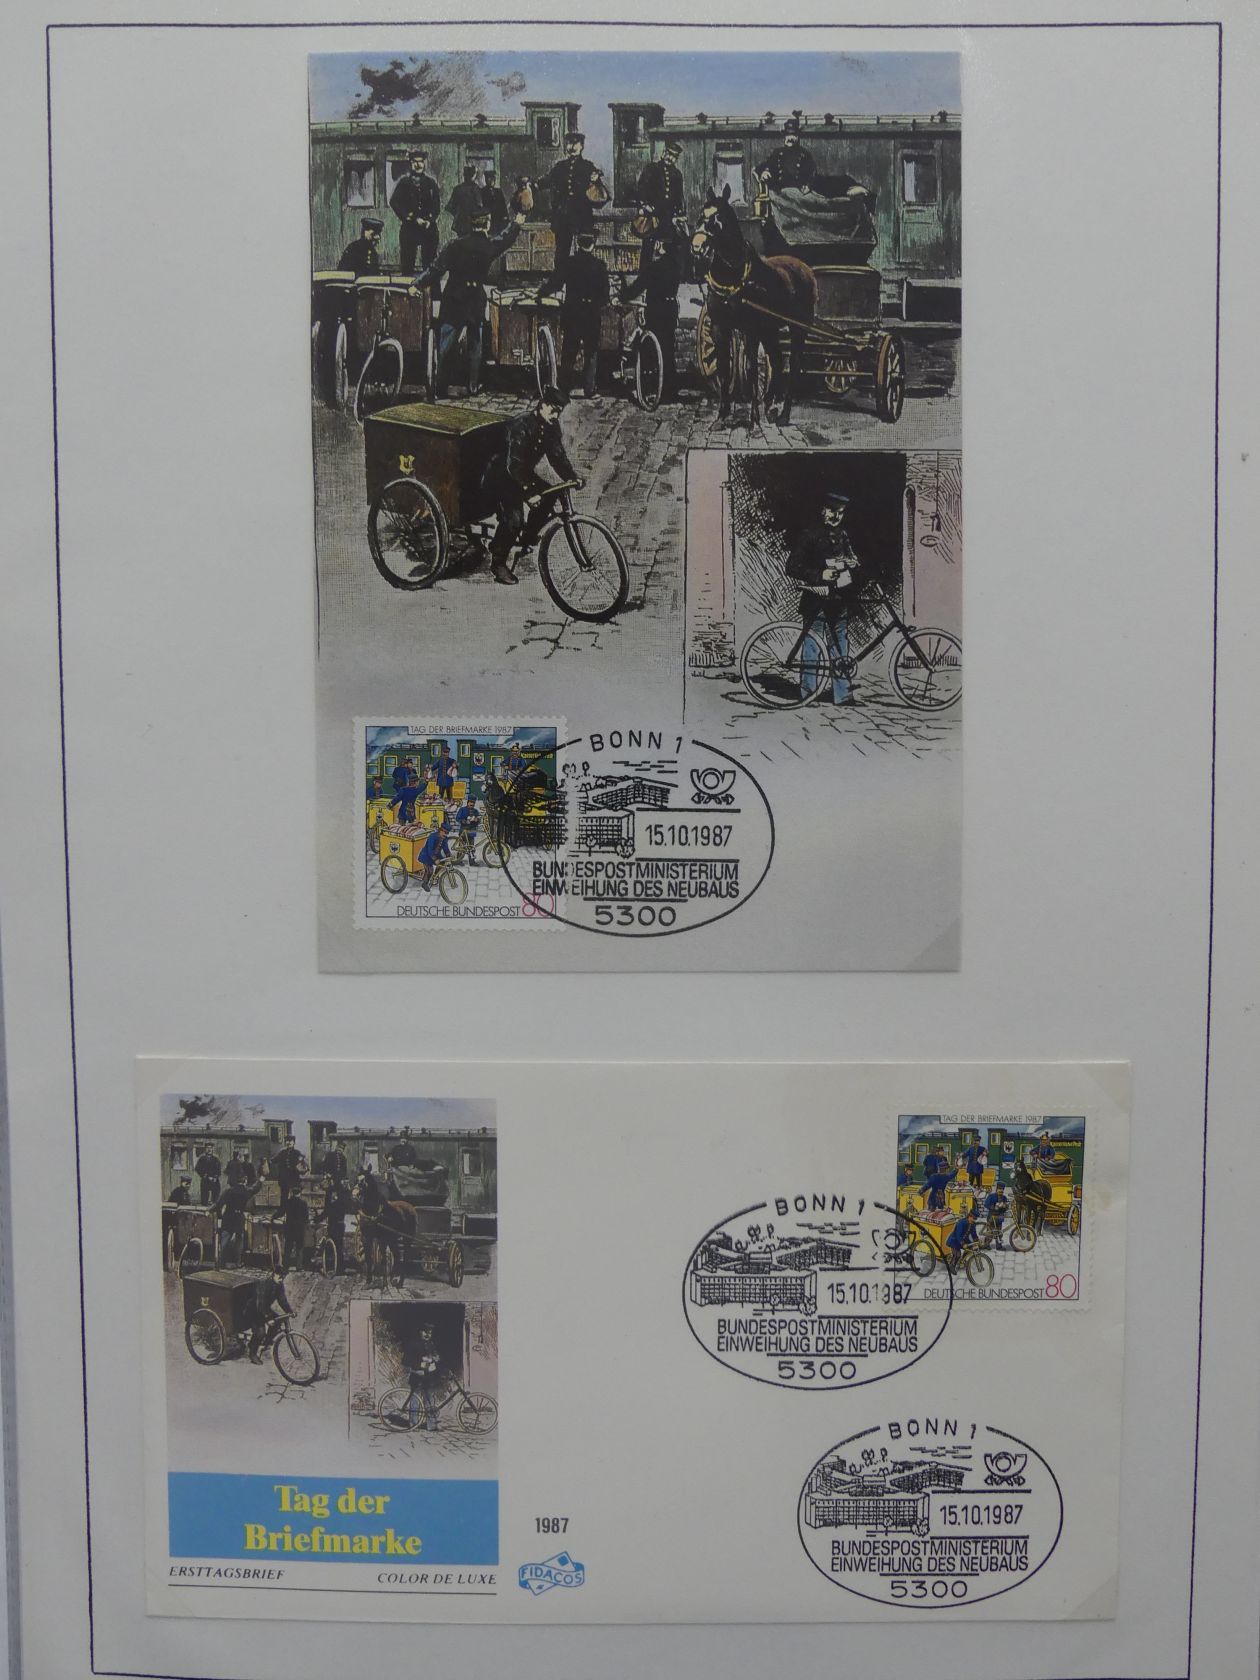 TAG DER BRIEFMARKE 1987
DEUTSCHE BUNDESPOST 80
BONN 1
15.10.1987
BUNDESPOSTMINISTERIUM
EINWEIHUNG DES NEUBAUS
5300
Tag der
Briefmarke
ERSTTAGSBRIEF COLOR DE LUXE
1987
FIDACOS
TAG DER BRIEFMARKE 1987
DEUTSCHE BUNDESPOST 80
BONN 1
15.10.1987
BUNDESPOSTMINISTERIUM
EINWEIHUNG DES NEUBAUS
5300
BONN 1
15.10.1987
BUNDESPOSTMINISTERIUM
EINWEIHUNG DES NEUBAUS
5300